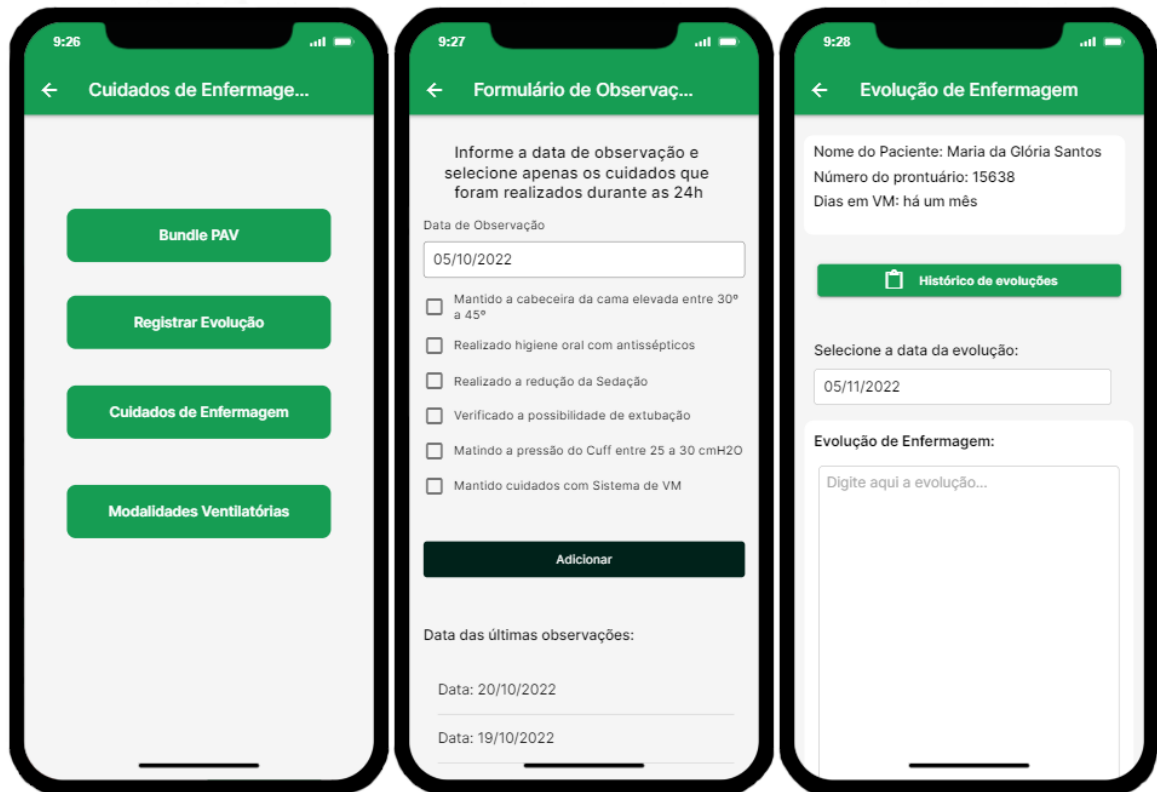 9:26
Cuidados de Enfermage...
Bundle PAV
Registrar Evolução
Cuidados de Enfermagem
Modalidades Ventilatórias
9:27
Formulário de Observaç...
Informe a data de observação e
selecione apenas os cuidados que
foram realizados durante as 24h
Data de Observação
05/10/2022
Mantido a cabeceira da cama elevada entre 30º
a 45º
Realizado higiene oral com antissépticos
Realizado a redução da Sedação
Verificado a possibilidade de extubação
Matindo a pressão do Cuff entre 25 a 30 cmH2O
Mantido cuidados com Sistema de VM
Adicionar
Data das últimas observações:
Data: 20/10/2022
Data: 19/10/2022
9:28
Evolução de Enfermagem
Nome do Paciente: Maria da Glória Santos
Número do prontuário: 15638
Dias em VM: há um mês
Histórico de evoluções
Selecione a data da evolução:
05/11/2022
Evolução de Enfermagem:
Digite aqui a evolução...